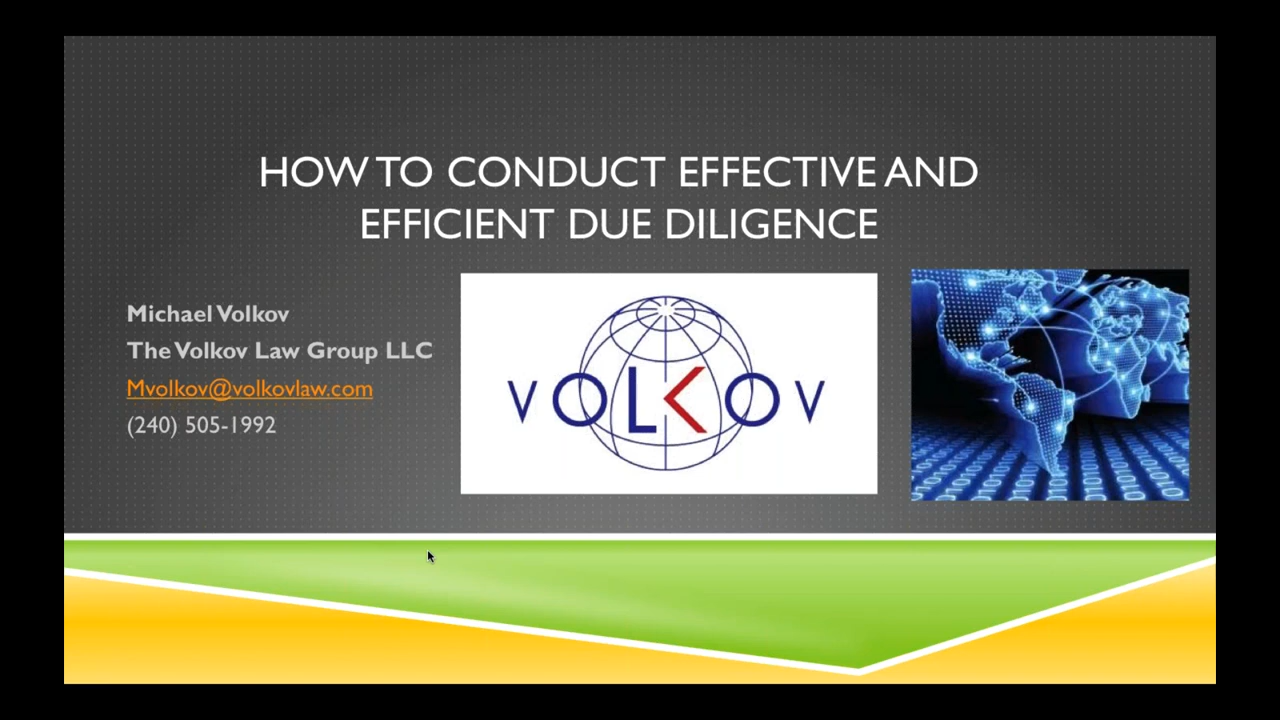 HOW TO CONDUCT EFFECTIVE AND
EFFICIENT DUE DILIGENCE
Michael Volkov
The Volkov Law Group LLC
Mvolkov@volkovlaw.com
(240) 505-1992
VOLKOV